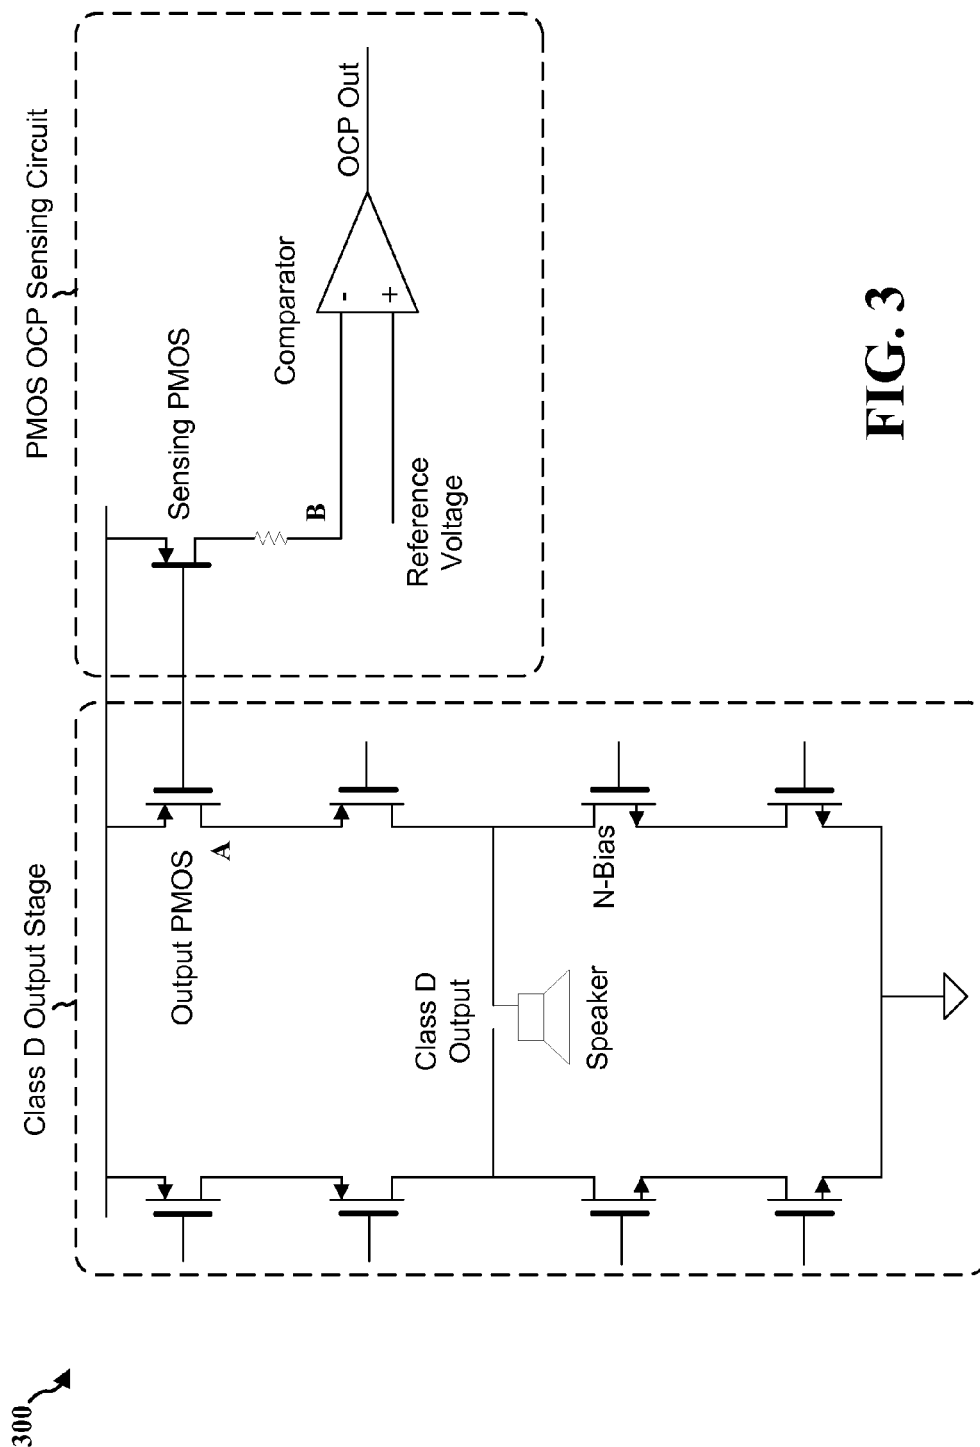 300
Class D Output Stage
PMOS OCP Sensing Circuit
Output PMOS
A
Sensing PMOS
B
Comparator
-
+
OCP Out
Reference
Voltage
Class D
Output
Speaker
N-Bias
FIG. 3